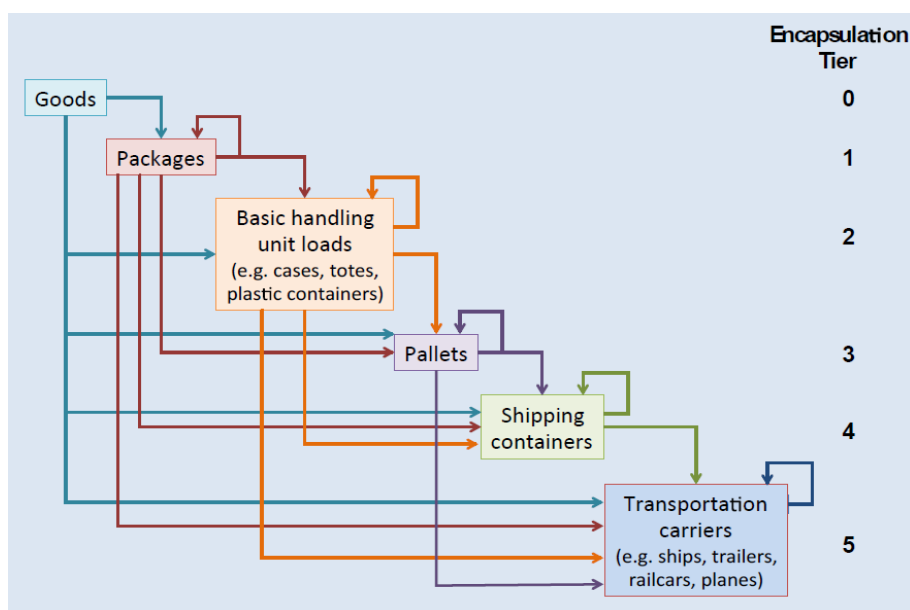 Encapsulation
Tier
Goods
0
Packages
1
Basic handling
unit loads
(e.g. cases, totes,
plastic containers)
2
Pallets
3
Shipping
containers
4
Transportation
carriers
(e.g. ships, trailers,
railcars, planes)
5